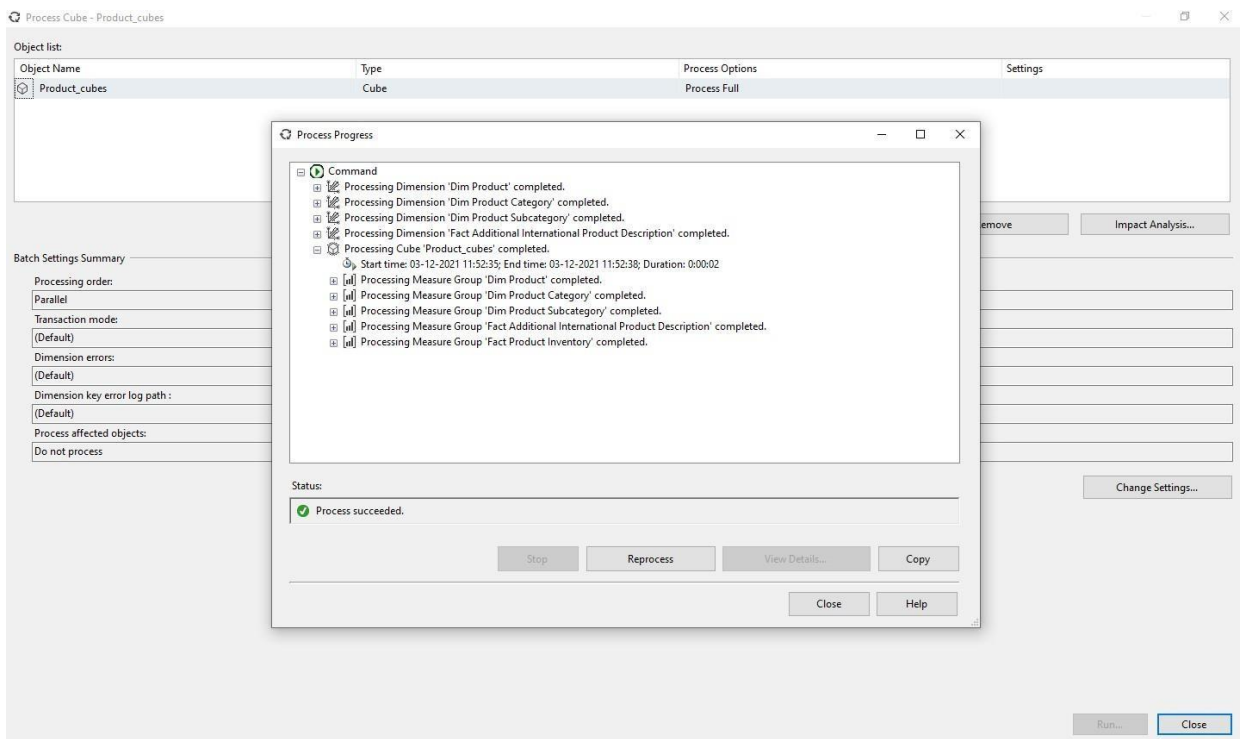 Process Cube - Product_cubes
Object list:
Object Name Type Process Options Settings
Product_cubes Cube Process Full
Process Progress
Command
Processing Dimension 'Dim Product' completed.
Processing Dimension 'Dim Product Category' completed.
Processing Dimension 'Dim Product Subcategory' completed.
Processing Dimension 'Fact Additional International Product Description' completed.
Processing Cube 'Product_cubes' completed.
Start time: 03-12-2021 11:52:35; End time: 03-12-2021 11:52:38; Duration: 0:00:02
Processing Measure Group 'Dim Product' completed.
Processing Measure Group 'Dim Product Category' completed.
Processing Measure Group 'Dim Product Subcategory' completed.
Processing Measure Group 'Fact Additional International Product Description' completed.
Processing Measure Group 'Fact Product Inventory' completed.
Status:
Process succeeded.
Stop Reprocess View Details... Copy
Close Help
emove Impact Analysis...
Batch Settings Summary
Processing order:
Parallel
Transaction mode:
(Default)
Dimension errors:
(Default)
Dimension key error log path :
(Default)
Process affected objects:
Do not process
Change Settings...
Run... Close